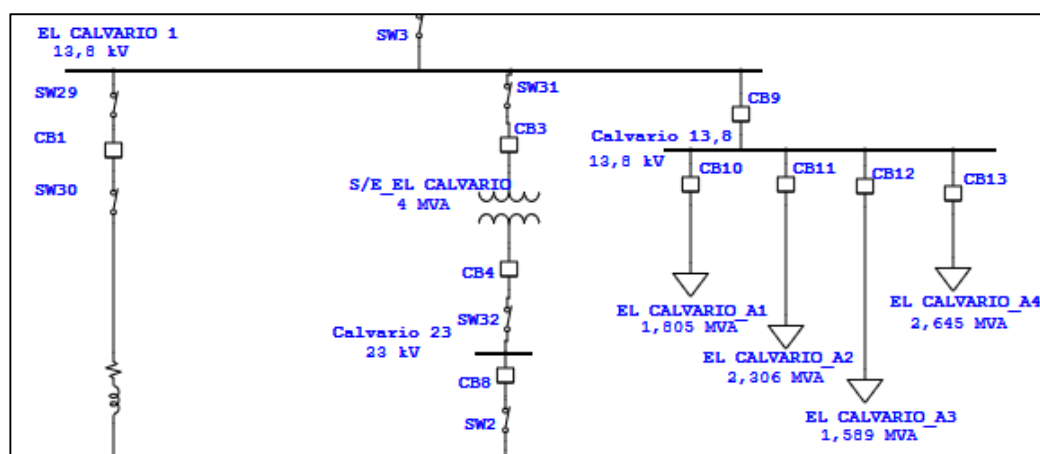 SW3
EL CALVARIO 1
13,8 kV
SW29
SW31
CB9
CB1
CB3
Calvario 13,8
13,8 kV
CB10
CB11
CB12
CB13
SW30
S/E_EL CALVARIO
4 MVA
CB4
EL CALVARIO_A1
1,805 MVA
EL CALVARIO_A4
2,645 MVA
SW32
Calvario 23
23 kV
EL CALVARIO_A2
2,306 MVA
CB8
SW2
EL CALVARIO_A3
1,589 MVA